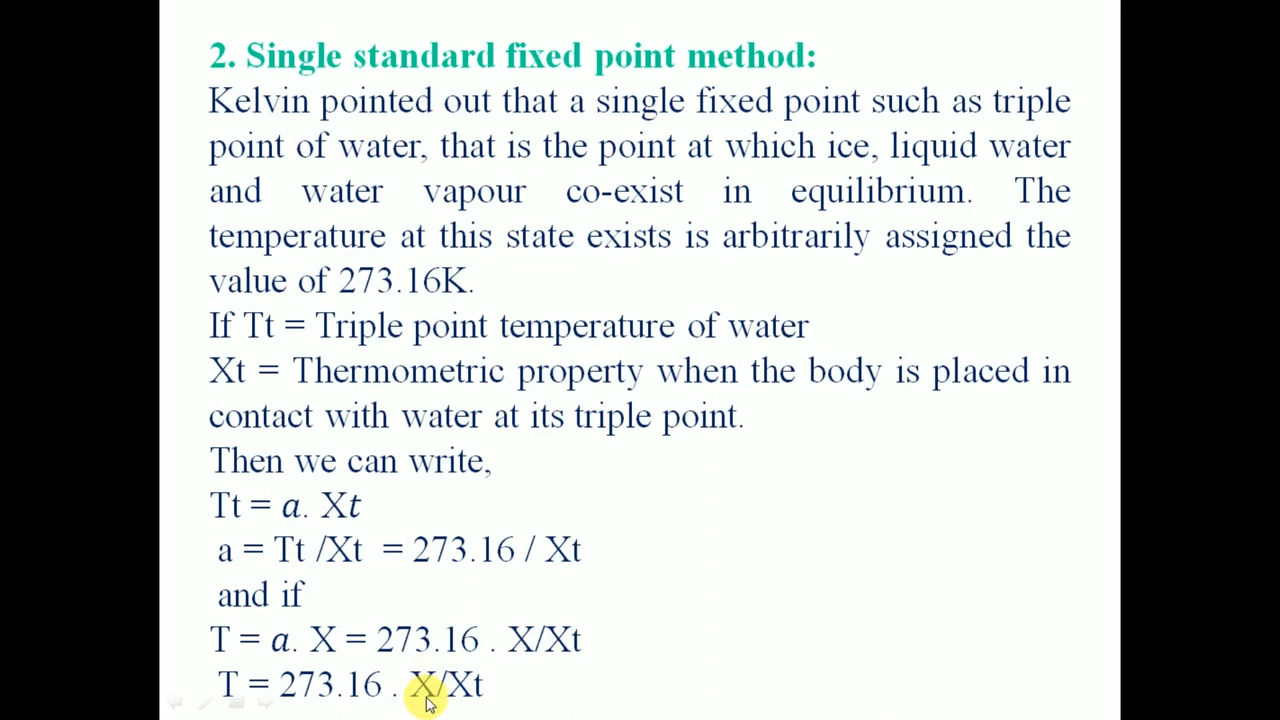 2. Single standard fixed point method:
Kelvin pointed out that a single fixed point such as triple
point of water, that is the point at which ice, liquid water
and water vapour co-exist in equilibrium. The
temperature at this state exists is arbitrarily assigned the
value of 273.16K.
If Tt = Triple point temperature of water
Xt = Thermometric property when the body is placed in
contact with water at its triple point.
Then we can write,
Tt = a. Xt
a = Tt /Xt = 273.16 / Xt
and if
T = a. X = 273.16 . X/Xt
T = 273.16 . X/Xt